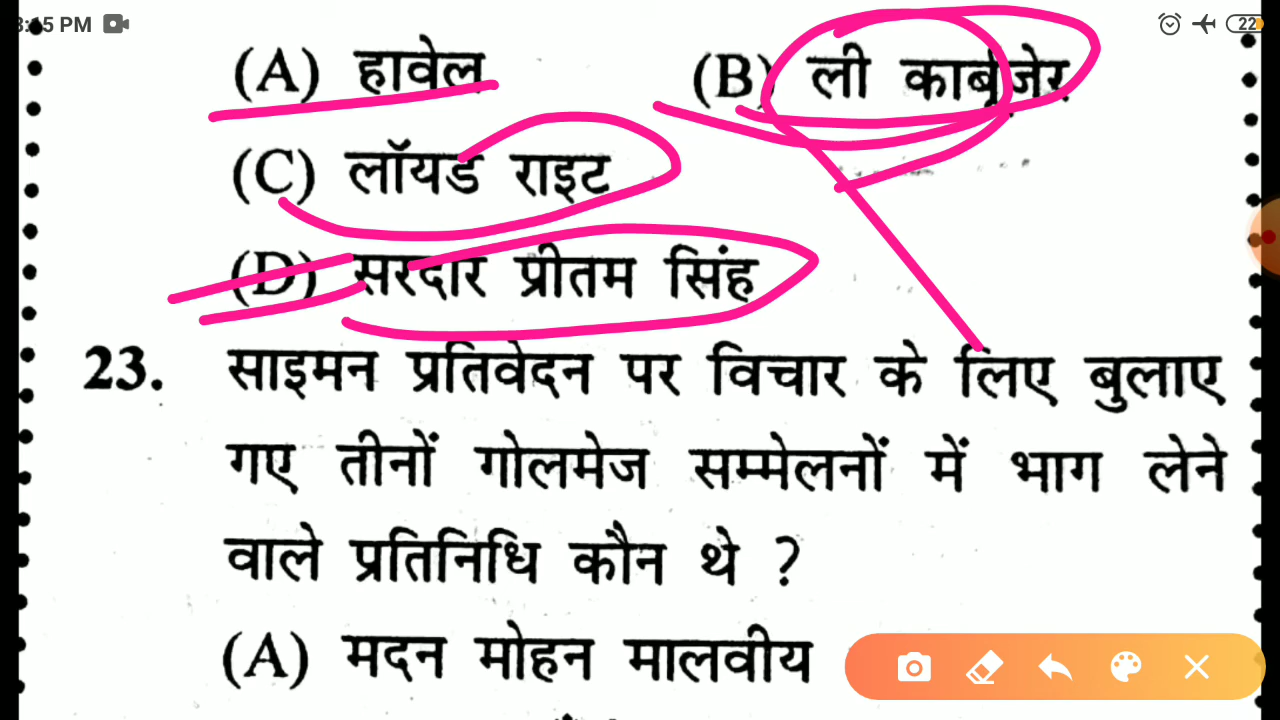 3:15 PM 22
(A) हावेल (B) ली कार्बूजेर
(C) लॉयड राइट
(D) सरदार प्रीतम सिंह
23. साइमन प्रतिवेदन पर विचार के लिए बुलाए
गए तीनों गोलमेज सम्मेलनों में भाग लेने
वाले प्रतिनिधि कौन थे ?
(A) मदन मोहन मालवीय